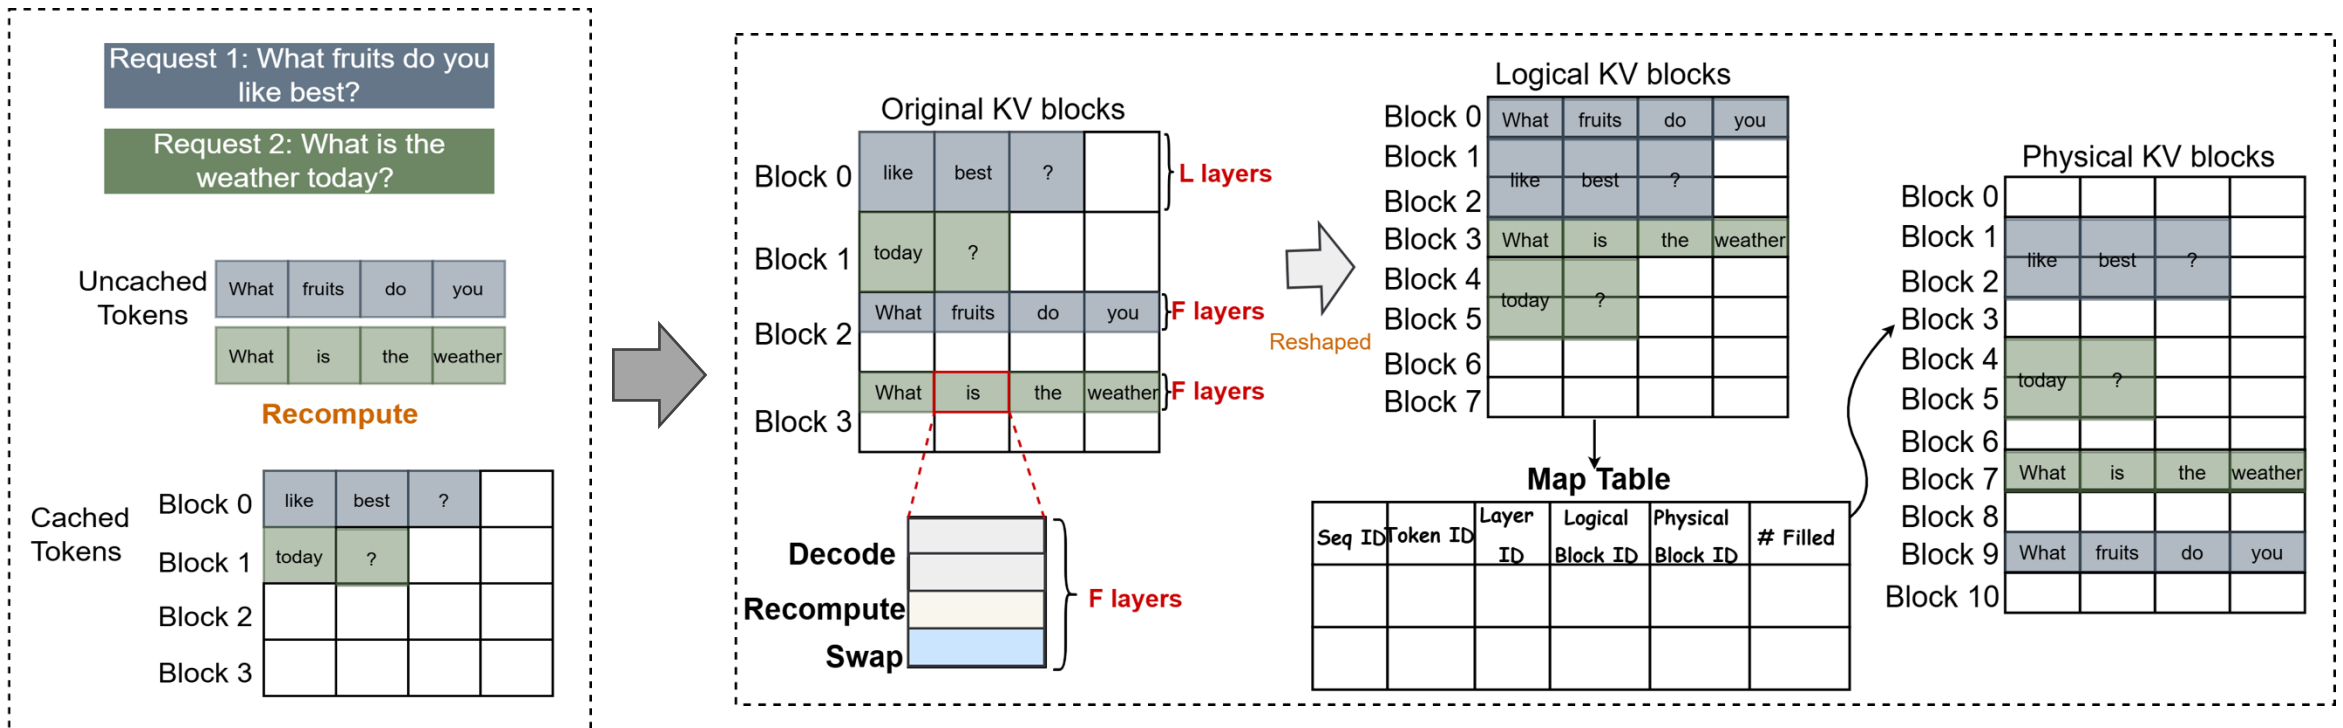 Request 1: What fruits do you
like best?
Request 2: What is the
weather today?
Uncached
Tokens
What fruits do you
What is the weather
Recompute
Cached
Tokens
Block 0 like best ?
Block 1 today ?
Block 2
Block 3
Original KV blocks
Block 0 like best ? L layers
Block 1 today ?
What fruits do you F layers
Block 2
What is the weather F layers
Block 3
Decode
Recompute
Swap
F layers
Reshaped
Logical KV blocks
Block 0 What fruits do you
Block 1
like best ?
Block 2
Block 3 What is the weather
Block 4
today ?
Block 5
Block 6
Block 7
Map Table
Seq ID Token ID Layer ID Logical Block ID Physical Block ID # Filled
Physical KV blocks
Block 0
Block 1
like best ?
Block 2
Block 3
Block 4
today ?
Block 5
Block 6
Block 7 What is the weather
Block 8
Block 9 What fruits do you
Block 10